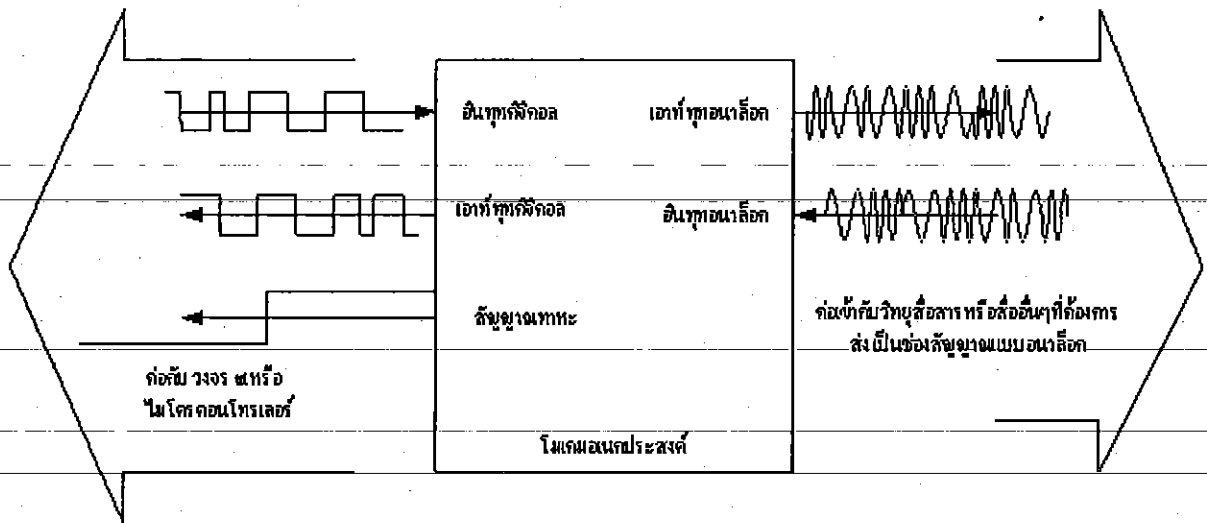 อินพุทดิจิตอล
เอาท์พุทอนาล็อก
เอาท์พุทดิจิตอล
อินพุทอนาล็อก
สัญญาณพาหะ
ต่อเข้ากับวิทยุสื่อสารหรือสื่ออื่นๆที่ต้องการ
ส่งเป็นช่องสัญญาณแบบอนาล็อก
ต่อกับ วงจร หรือ
ไมโครคอนโทรเลอร์
โมเดมอเนกประสงค์